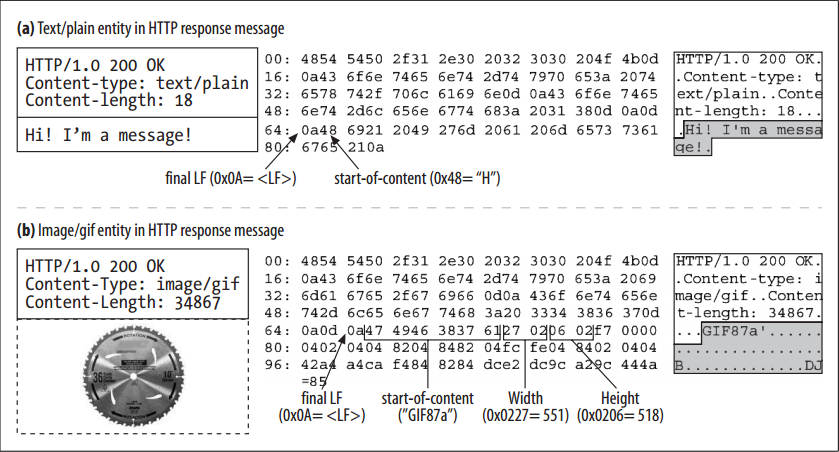 (a) Text/plain entity in HTTP response message
HTTP/1.0 200 OK
Content-type: text/plain
Content-length: 18
Hi! I'm a message!
00: 4854 5450 2f31 2e30 2032 3030 204f 4b0d
16: 0a43 6f6e 7465 6e74 2d74 7970 653a 2074
32: 6578 742f 706c 6169 6e0d 0a43 6f6e 7465
48: 6e74 2d6c 656e 6774 683a 2031 380d 0a0d
64: 0a48 6921 2049 276d 2061 206d 6573 7361
80: 6765 210a
HTTP/1.0 200 OK.
.Content-type: t
ext/plain..Conte
nt-length: 18...
.Hi! I'm a messa
ge!.
final LF (0x0A= <LF>)
start-of-content (0x48= "H")
(b) Image/gif entity in HTTP response message
HTTP/1.0 200 OK
Content-Type: image/gif
Content-Length: 34867
ROTATION
36
10"
ROTATION
00: 4854 5450 2f31 2e30 2032 3030 204f 4b0d
16: 0a43 6f6e 7465 6e74 2d74 7970 653a 2069
32: 6d61 6765 2f67 6966 0d0a 436f 6e74 656e
48: 742d 6c65 6e67 7468 3a20 3334 3836 370d
64: 0a0d 0a47 4946 3837 6127 0206 02f7 0000
80: 0402 0404 8204 8482 04fc fe04 8402 0404
96: 42a4 a4ca f484 8284 dce2 dc9c a29c 444a
=85
HTTP/1.0 200 OK.
.Content-type: i
mage/gif..Conten
t-length: 34867.
...GIF87a'......
................
B.............DJ
final LF
(0x0A= <LF>)
start-of-content
("GIF87a")
Width
(0x0227= 551)
Height
(0x0206= 518)